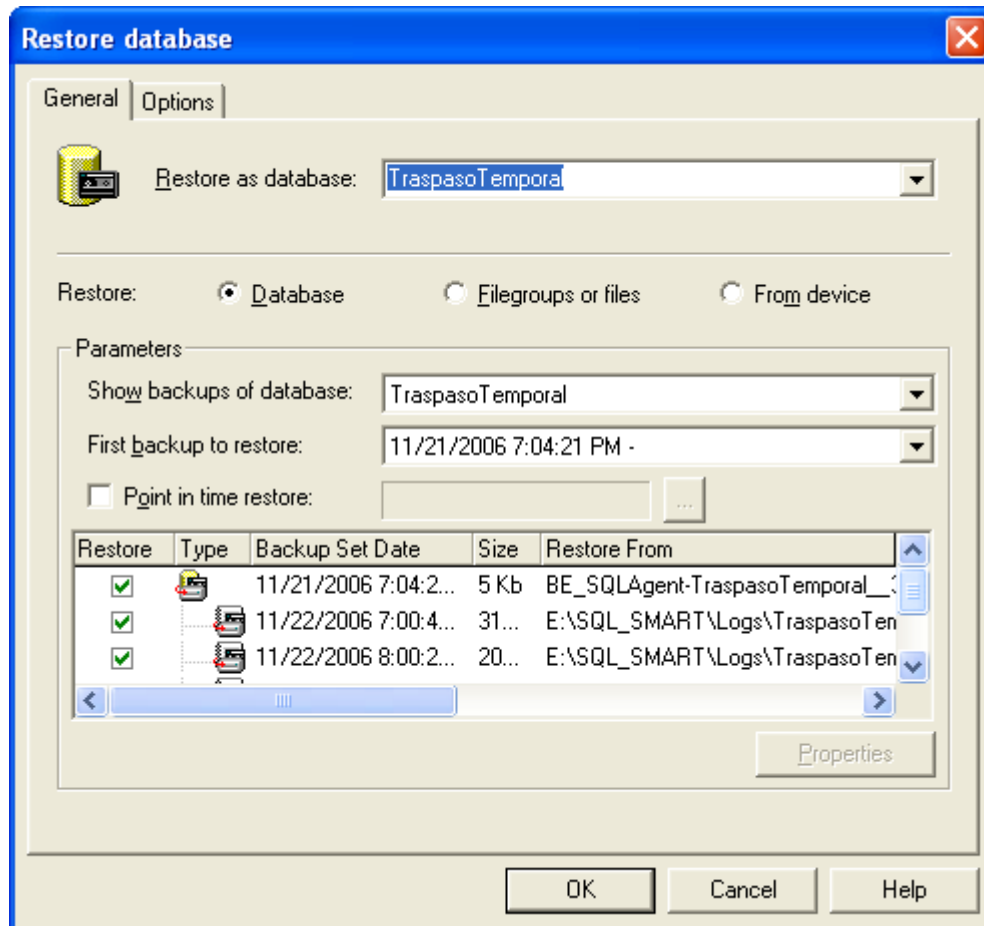 Restore database
General Options
Restore as database: TraspasoTemporal
Restore: Database Filegroups or files From device
Parameters
Show backups of database: TraspasoTemporal
First backup to restore: 11/21/2006 7:04:21 PM -
Point in time restore: ...
Restore Type Backup Set Date Size Restore From
11/21/2006 7:04:2... 5 Kb BE_SQLAgent-TraspasoTemporal__
11/22/2006 7:00:4... 31... E:\SQL_SMART\Logs\TraspasoTen
11/22/2006 8:00:2... 20... E:\SQL_SMART\Logs\TraspasoTen
Properties
OK Cancel Help